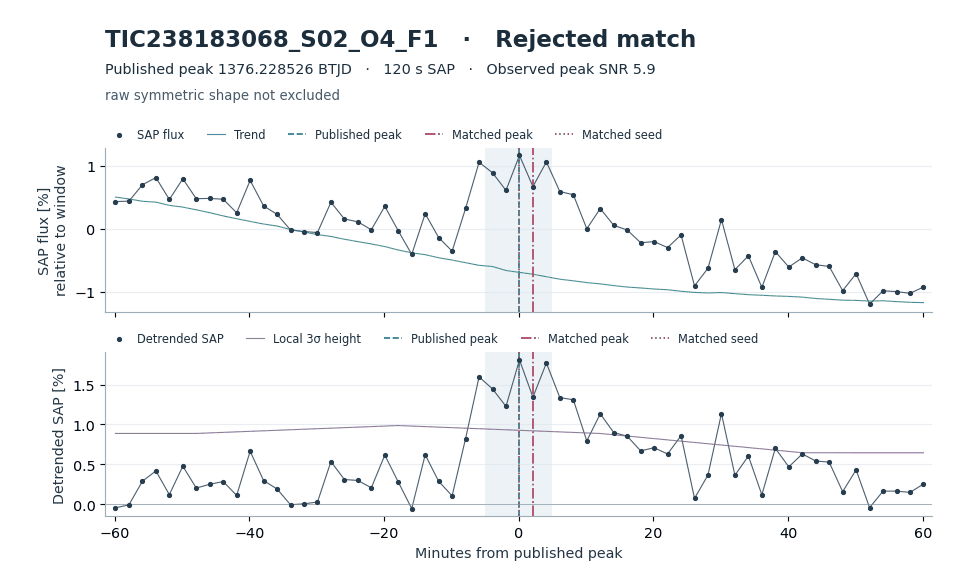 TIC238183068_S02_O4_F1 · Rejected match
Published peak 1376.228526 BTJD · 120 s SAP · Observed peak SNR 5.9
raw symmetric shape not excluded
SAP flux Trend Published peak Matched peak Matched seed
SAP flux [%]
relative to window
1
0
−1
Detrended SAP Local 3σ height Published peak Matched peak Matched seed
Detrended SAP [%]
1.5
1.0
0.5
0.0
−60 −40 −20 0 20 40 60
Minutes from published peak